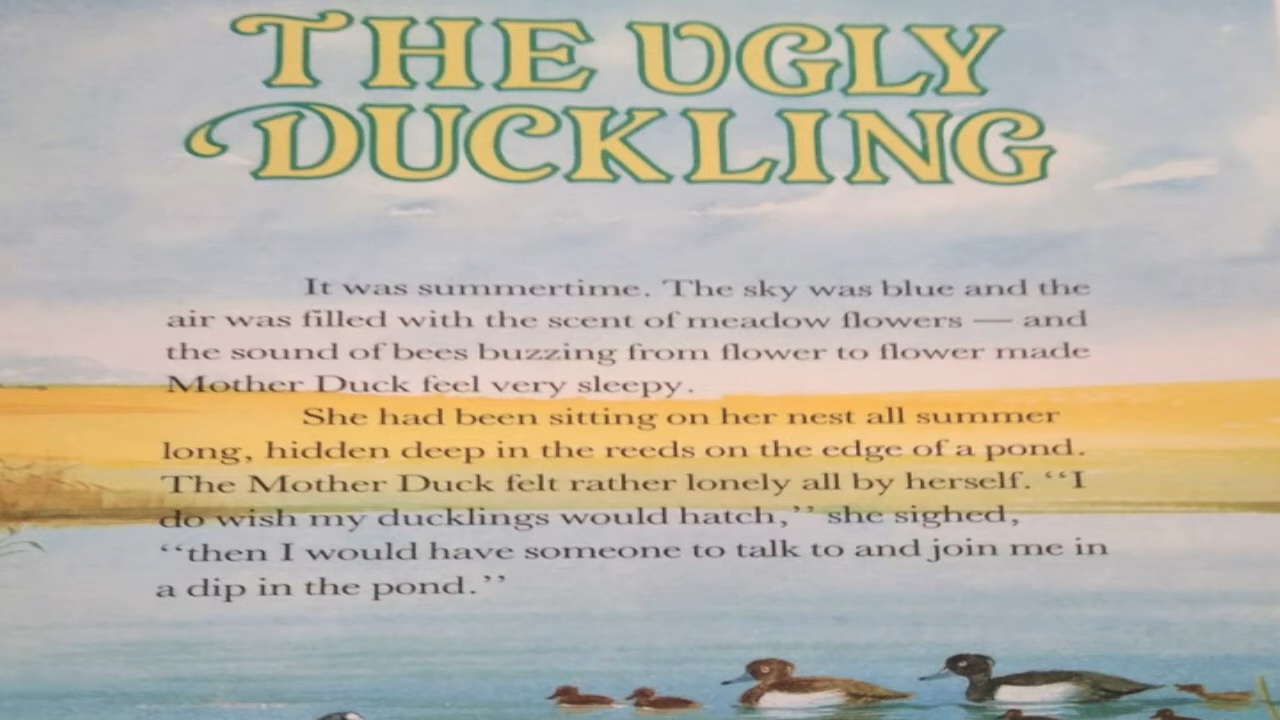 THE UGLY
DUCKLING
It was summertime. The sky was blue and the
air was filled with the scent of meadow flowers — and
the sound of bees buzzing from flower to flower made
Mother Duck feel very sleepy.
She had been sitting on her nest all summer
long, hidden deep in the reeds on the edge of a pond.
The Mother Duck felt rather lonely all by herself. ‘‘I
do wish my ducklings would hatch,’’ she sighed,
‘‘then I would have someone to talk to and join me in
a dip in the pond.’’